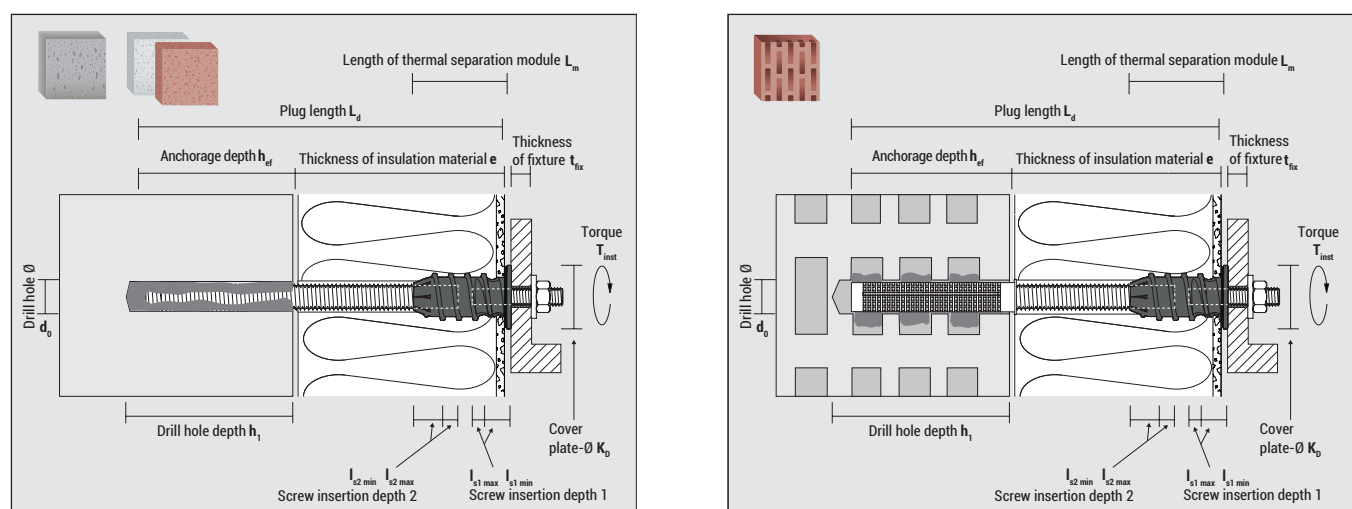 Length of thermal separation module Lm
Plug length Ld
Anchorage depth hef
Thickness of insulation material e
Thickness
of fixture tfix
Torque
Tinst
Drill hole Ø
d0
Drill hole depth h1
Cover
plate-Ø KD
ls2 min ls2 max
Screw insertion depth 2
ls1 max ls1 min
Screw insertion depth 1
Length of thermal separation module Lm
Plug length Ld
Anchorage depth hef
Thickness of insulation material e
Thickness
of fixture tfix
Torque
Tinst
Drill hole Ø
d0
Drill hole depth h1
Cover
plate-Ø KD
ls2 min ls2 max
Screw insertion depth 2
ls1 max ls1 min
Screw insertion depth 1